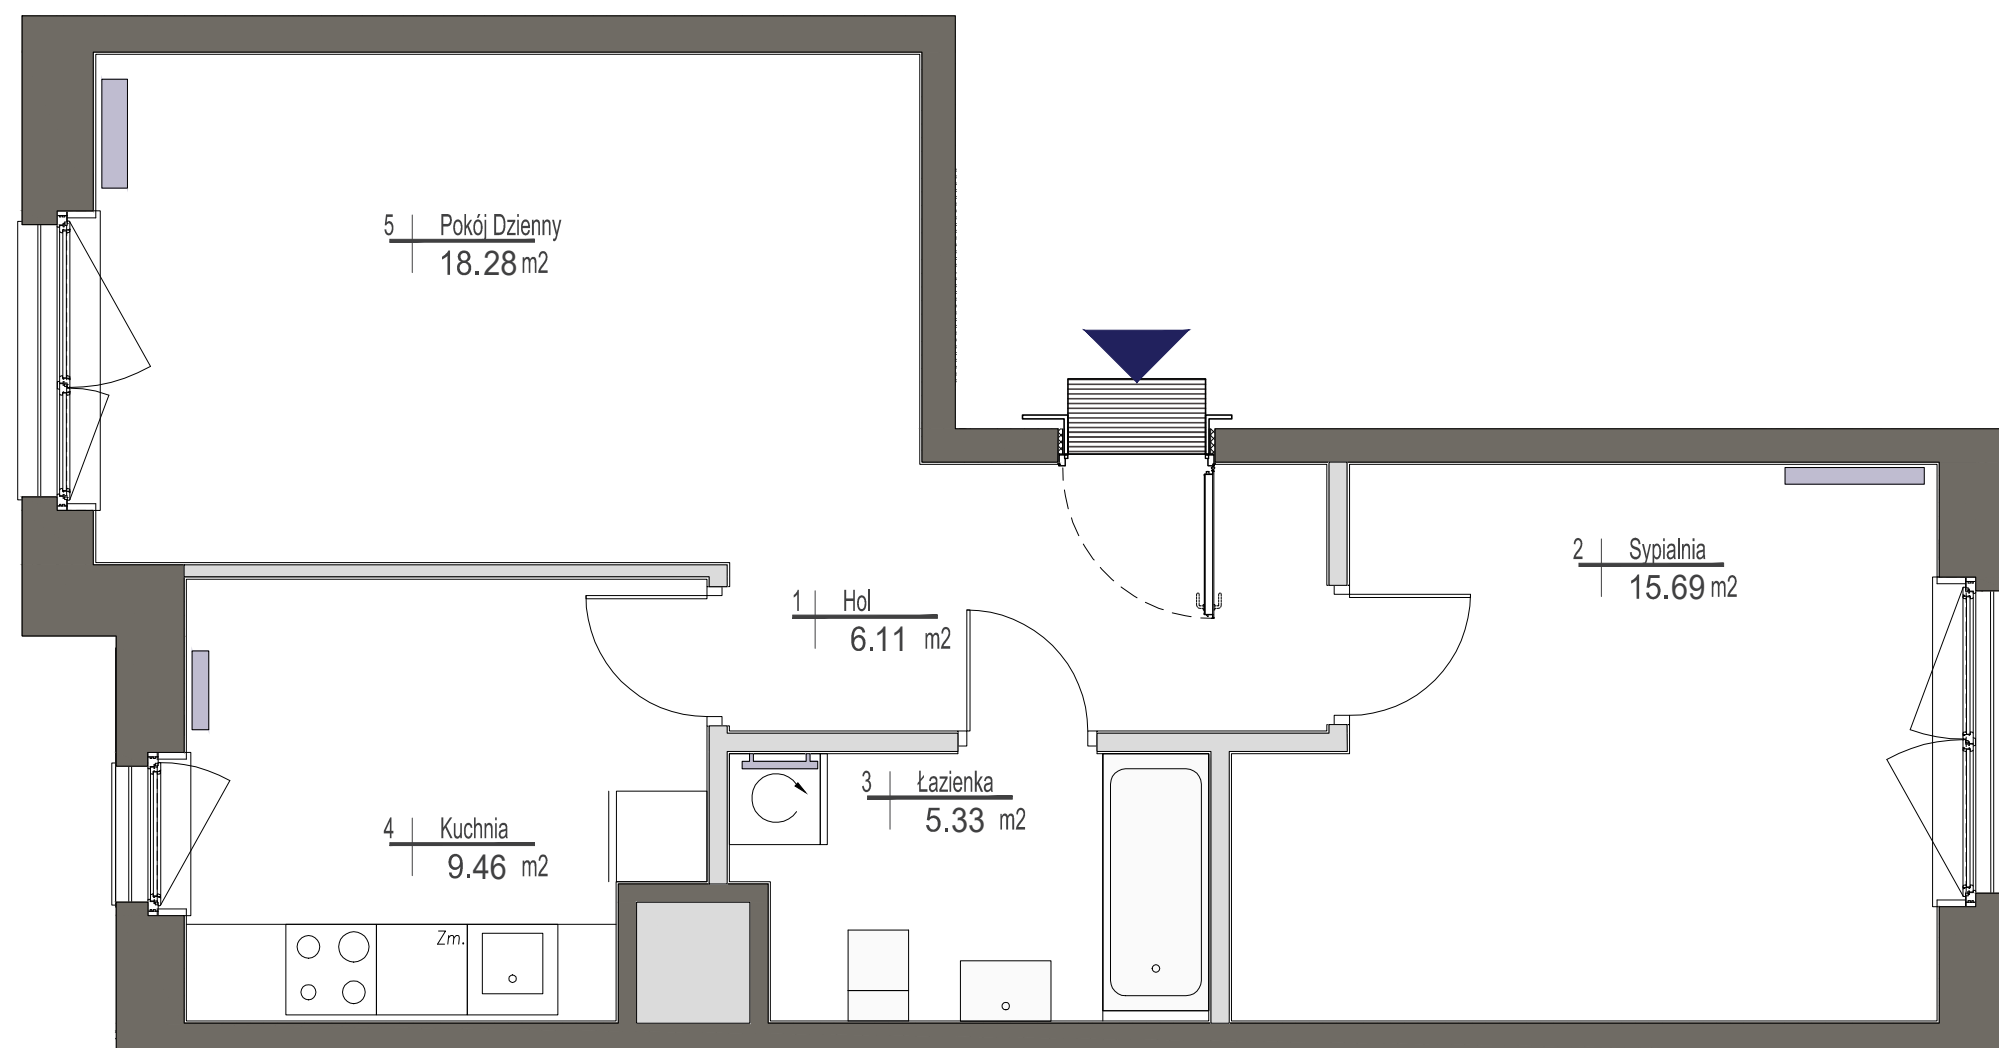 5 Pokój Dzienny
18.28 m2
2 Sypialnia
15.69 m2
1 Hol
6.11 m2
3 Łazienka
5.33 m2
4 Kuchnia
9.46 m2
Zm.